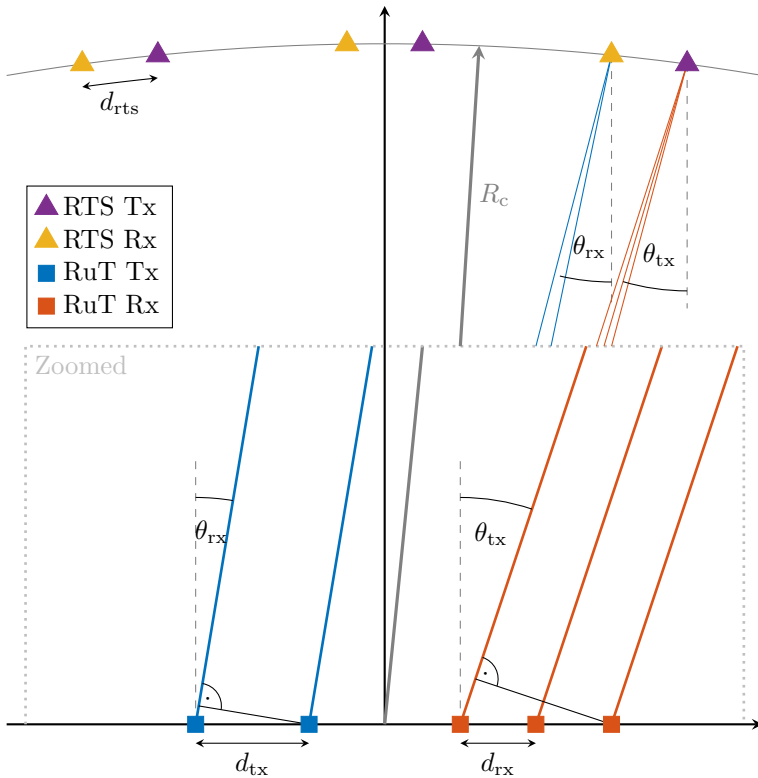 d_rts
R_c
θ_rx
θ_tx
RTS Tx
RTS Rx
RuT Tx
RuT Rx
Zoomed
θ_rx
θ_tx
d_tx
d_rx